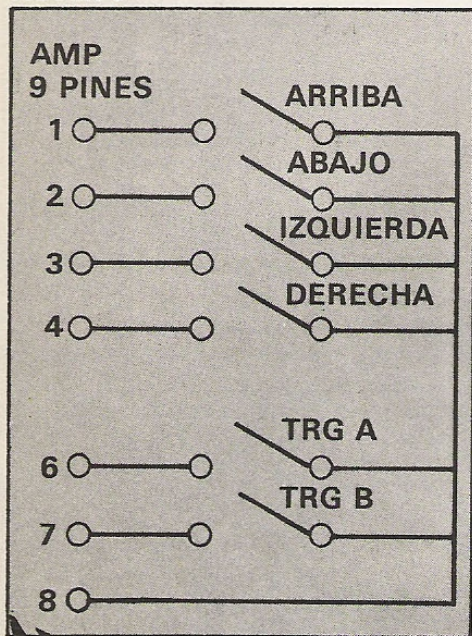 AMP
9 PINES
ARRIBA
1
ABAJO
2
IZQUIERDA
3
DERECHA
4
TRG A
6
TRG B
7
8